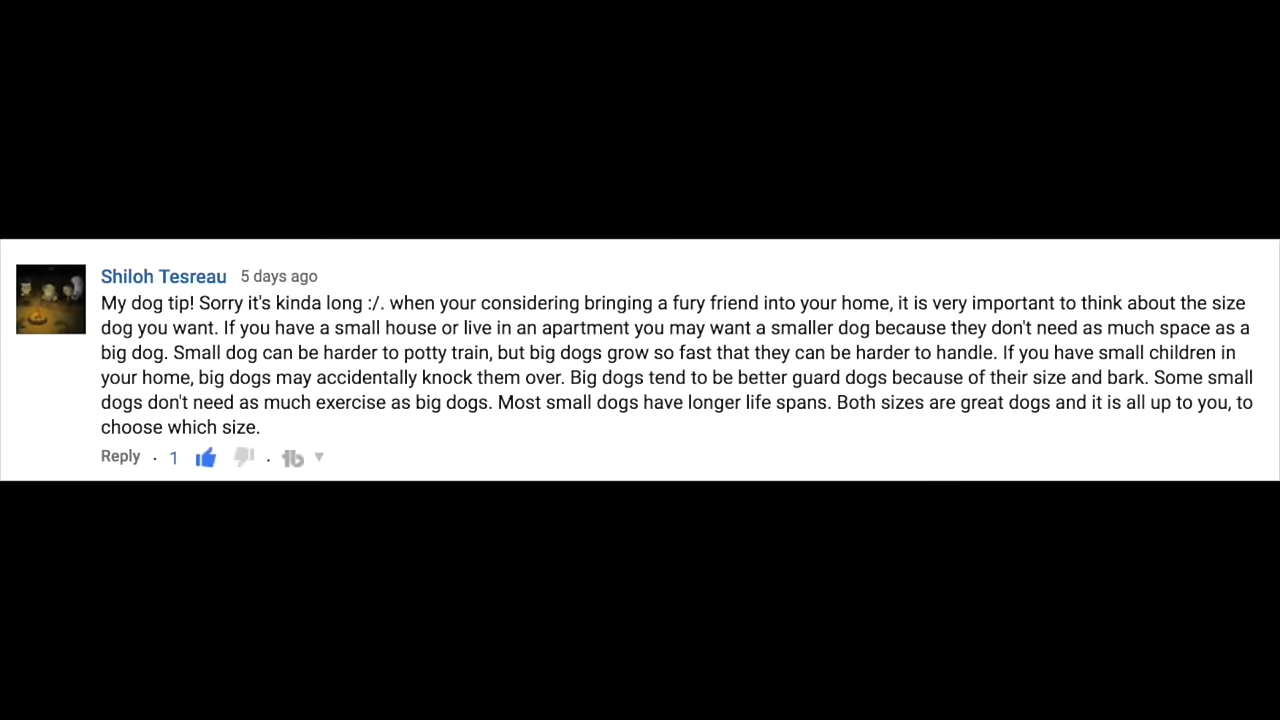 Shiloh Tesreau 5 days ago
My dog tip! Sorry it's kinda long :/. when your considering bringing a fury friend into your home, it is very important to think about the size
dog you want. If you have a small house or live in an apartment you may want a smaller dog because they don't need as much space as a
big dog. Small dog can be harder to potty train, but big dogs grow so fast that they can be harder to handle. If you have small children in
your home, big dogs may accidentally knock them over. Big dogs tend to be better guard dogs because of their size and bark. Some small
dogs don't need as much exercise as big dogs. Most small dogs have longer life spans. Both sizes are great dogs and it is all up to you, to
choose which size.
Reply · 1 · tb